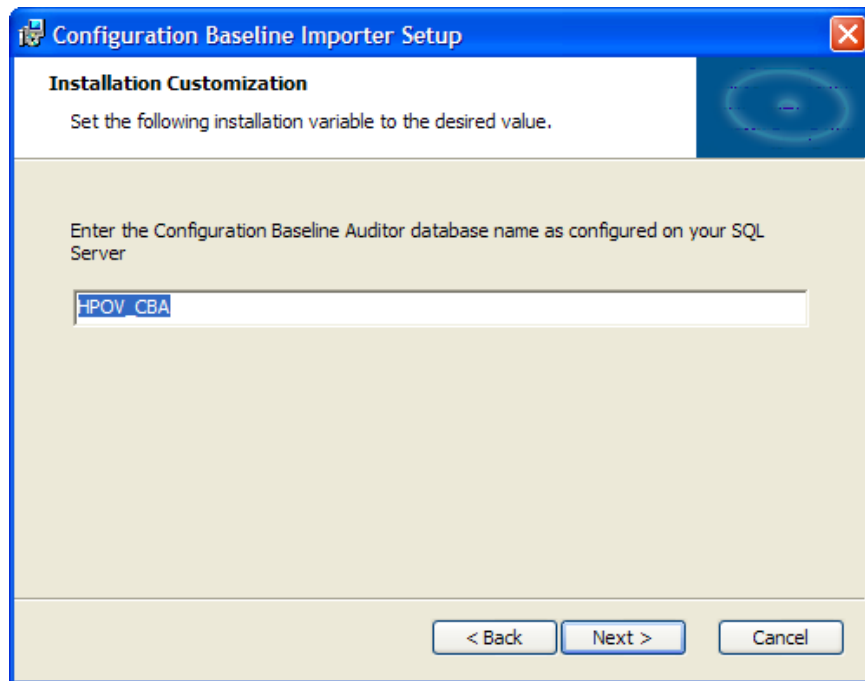 Configuration Baseline Importer Setup
Installation Customization
Set the following installation variable to the desired value.
Enter the Configuration Baseline Auditor database name as configured on your SQL
Server
HPOV_CBA
< Back Next > Cancel